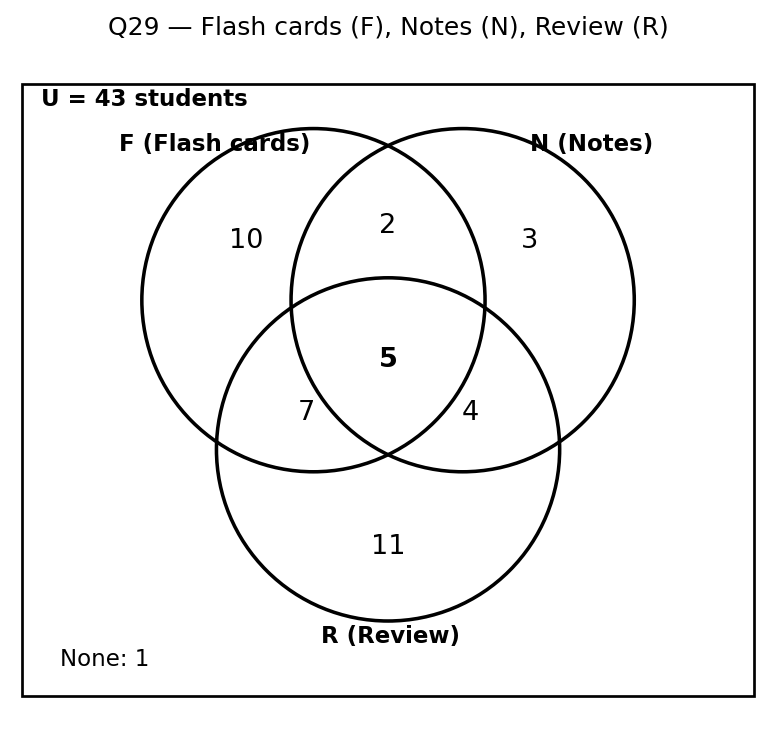 Q29 — Flash cards (F), Notes (N), Review (R)
U = 43 students
F (Flash cards)
N (Notes)
10
2
3
5
7
4
11
R (Review)
None: 1